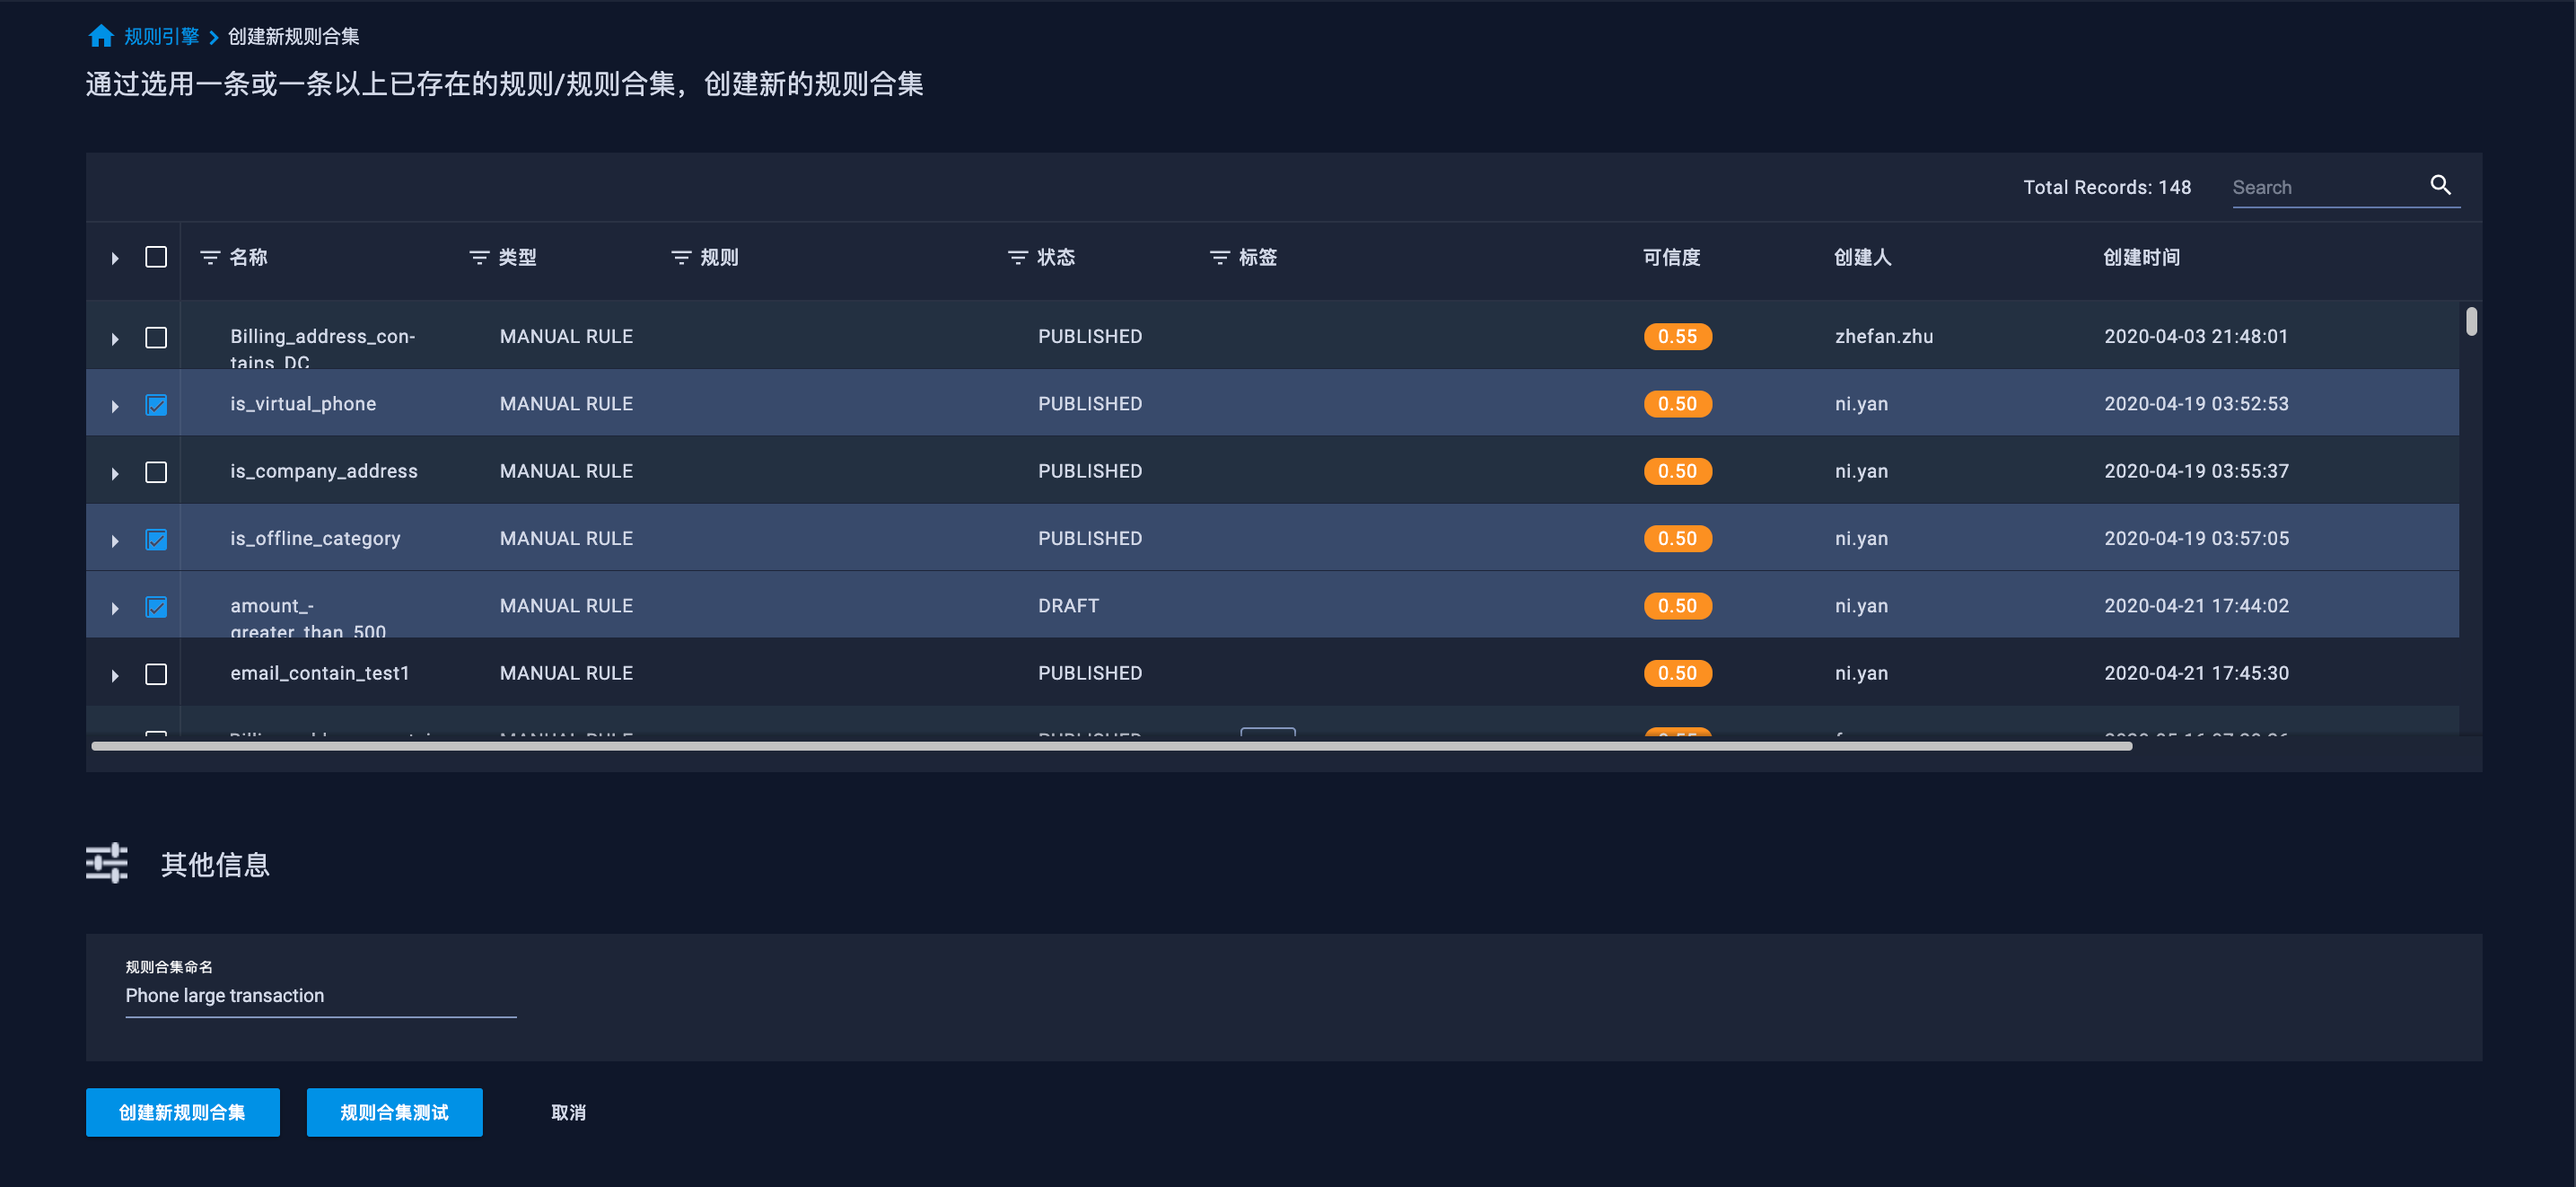 规则引擎 > 创建新规则合集
通过选用一条或一条以上已存在的规则/规则合集，创建新的规则合集
Total Records: 148 Search
名称 类型 规则 状态 标签 可信度 创建人 创建时间
Billing_address_con-
tains_DC MANUAL RULE PUBLISHED 0.55 zhefan.zhu 2020-04-03 21:48:01
is_virtual_phone MANUAL RULE PUBLISHED 0.50 ni.yan 2020-04-19 03:52:53
is_company_address MANUAL RULE PUBLISHED 0.50 ni.yan 2020-04-19 03:55:37
is_offline_category MANUAL RULE PUBLISHED 0.50 ni.yan 2020-04-19 03:57:05
amount_-
greater_than_500 MANUAL RULE DRAFT 0.50 ni.yan 2020-04-21 17:44:02
email_contain_test1 MANUAL RULE PUBLISHED 0.50 ni.yan 2020-04-21 17:45:30
MANUAL RULE PUBLISHED
其他信息
规则合集命名
Phone large transaction
创建新规则合集 规则合集测试 取消